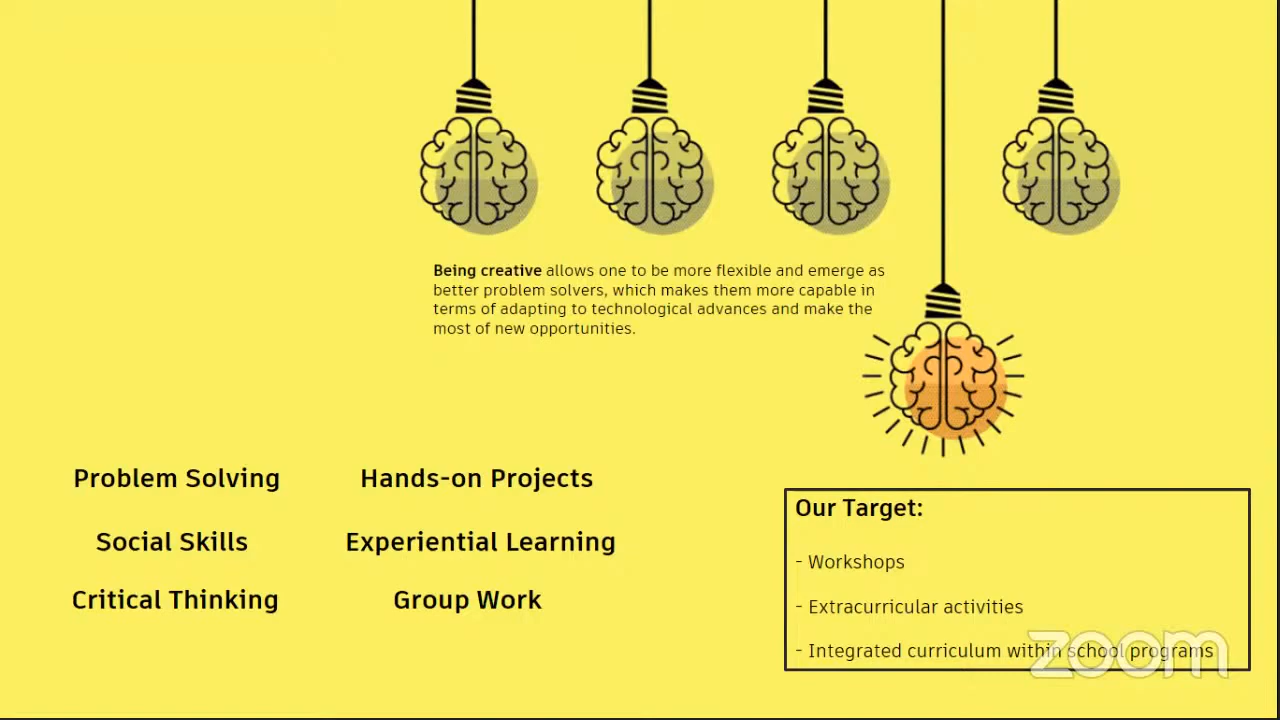 Being creative allows one to be more flexible and emerge as
better problem solvers, which makes them more capable in
terms of adapting to technological advances and make the
most of new opportunities.
Problem Solving
Hands-on Projects
Social Skills
Experiential Learning
Critical Thinking
Group Work
Our Target:
- Workshops
- Extracurricular activities
- Integrated curriculum within school programs
zoom